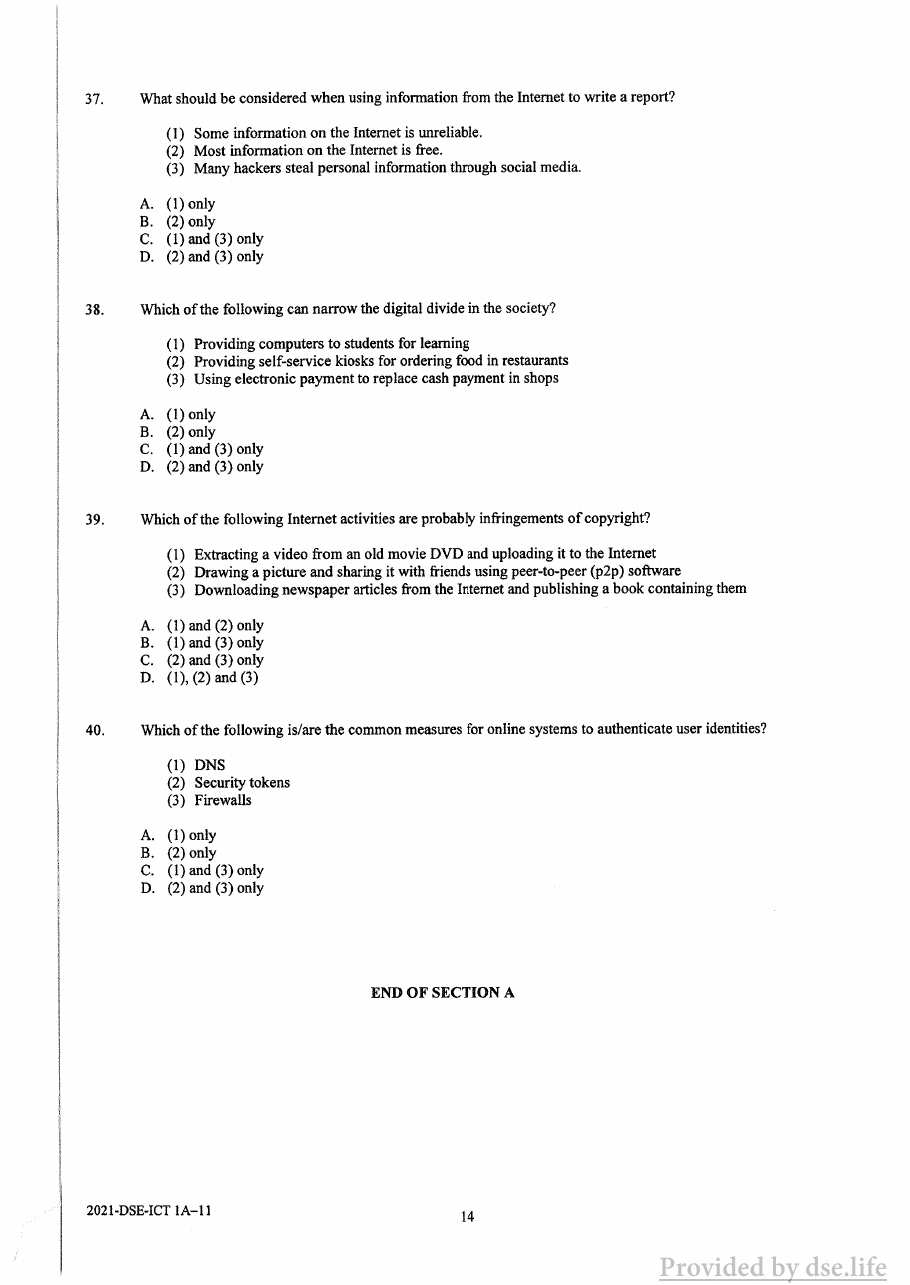 37. What should be considered when using information from the Internet to write a report?
(1) Some information on the Internet is unreliable.
(2) Most information on the Internet is free.
(3) Many hackers steal personal information through social media.
A. (1) only
B. (2) only
C. (1) and (3) only
D. (2) and (3) only
38. Which of the following can narrow the digital divide in the society?
(1) Providing computers to students for learning
(2) Providing self-service kiosks for ordering food in restaurants
(3) Using electronic payment to replace cash payment in shops
A. (1) only
B. (2) only
C. (1) and (3) only
D. (2) and (3) only
39. Which of the following Internet activities are probably infringements of copyright?
(1) Extracting a video from an old movie DVD and uploading it to the Internet
(2) Drawing a picture and sharing it with friends using peer-to-peer (p2p) software
(3) Downloading newspaper articles from the Internet and publishing a book containing them
A. (1) and (2) only
B. (1) and (3) only
C. (2) and (3) only
D. (1), (2) and (3)
40. Which of the following is/are the common measures for online systems to authenticate user identities?
(1) DNS
(2) Security tokens
(3) Firewalls
A. (1) only
B. (2) only
C. (1) and (3) only
D. (2) and (3) only
END OF SECTION A
2021-DSE-ICT 1A–11
14
Provided by dse.life